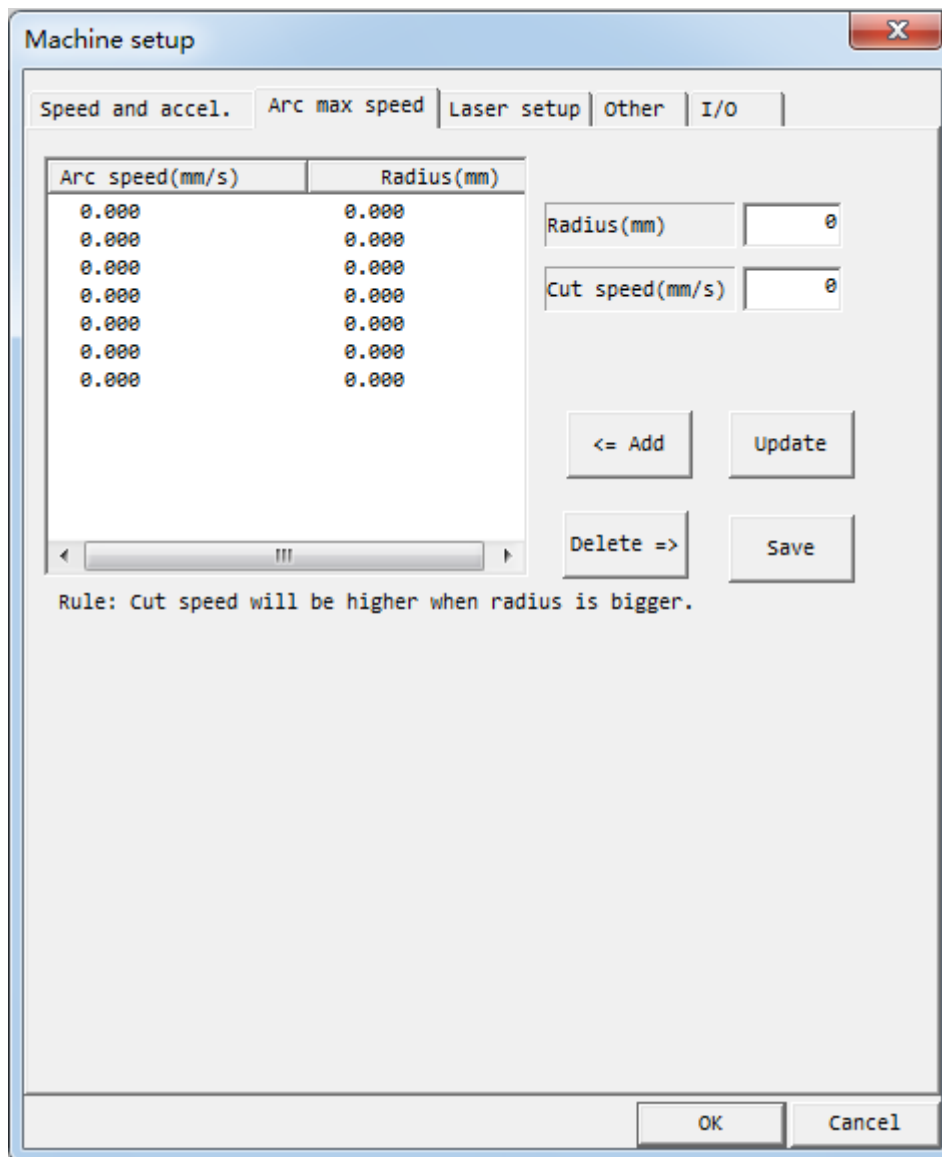 Machine setup
Speed and accel. Arc max speed Laser setup Other I/O
Arc speed(mm/s) Radius(mm)
0.000 0.000
0.000 0.000
0.000 0.000
0.000 0.000
0.000 0.000
0.000 0.000
0.000 0.000
Radius(mm) 0
Cut speed(mm/s) 0
<= Add Update
Delete => Save
Rule: Cut speed will be higher when radius is bigger.
OK Cancel